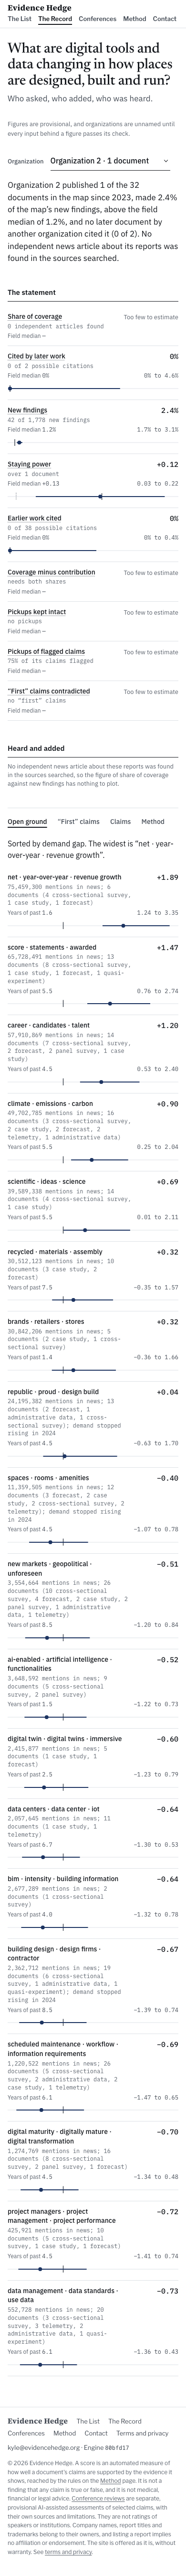 Evidence Hedge
The List The Record Conferences Method Contact
What are digital tools and
data changing in how places
are designed, built and run?
Who asked, who added, who was heard.
Figures are provisional, and organizations are unnamed until
every input behind a figure passes its check.
Organization Organization 2 · 1 document
Organization 2 published 1 of the 32
documents in the map since 2023, made 2.4%
of the map's new findings, above the field
median of 1.2%, and no later document by
another organization cited it (0 of 2). No
independent news article about its reports was
found in the sources searched.
The statement
Share of coverage Too few to estimate
0 independent articles found
Field median –
Cited by later work 0%
0 of 2 possible citations
Field median 0% 0% to 4.6%
New findings 2.4%
42 of 1,778 new findings
Field median 1.2% 1.7% to 3.1%
Staying power +0.12
over 1 document
Field median +0.13 0.03 to 0.22
Earlier work cited 0%
0 of 38 possible citations
Field median 0% 0% to 0.4%
Coverage minus contribution Too few to estimate
needs both shares
Field median –
Pickups kept intact Too few to estimate
no pickups
Field median –
Pickups of flagged claims Too few to estimate
75% of its claims flagged
Field median –
"First" claims contradicted Too few to estimate
no "first" claims
Field median –
Heard and added
No independent news article about these reports was found
in the sources searched, so the figure of share of coverage
against new findings has nothing to plot.
Open ground "First" claims Claims Method
Sorted by demand gap. The widest is "net · year-
over-year · revenue growth".
net · year-over-year · revenue growth +1.89
75,459,300 mentions in news; 6
documents (4 cross-sectional survey,
1 case study, 1 forecast)
Years of past 1.6 1.24 to 3.35
score · statements · awarded +1.47
65,728,491 mentions in news; 13
documents (8 cross-sectional survey,
1 case study, 1 forecast, 1 quasi-
experiment)
Years of past 5.5 0.76 to 2.74
career · candidates · talent +1.20
57,910,869 mentions in news; 14
documents (7 cross-sectional survey,
2 forecast, 2 panel survey, 1 case
study)
Years of past 4.5 0.53 to 2.40
climate · emissions · carbon +0.90
49,702,785 mentions in news; 16
documents (3 cross-sectional survey,
2 case study, 2 forecast, 2
telemetry, 1 administrative data)
Years of past 5.5 0.25 to 2.04
scientific · ideas · science +0.69
39,589,338 mentions in news; 14
documents (4 cross-sectional survey,
1 case study)
Years of past 5.5 0.01 to 2.11
recycled · materials · assembly +0.32
30,512,123 mentions in news; 10
documents (3 case study, 2
forecast)
Years of past 7.5 −0.35 to 1.57
brands · retailers · stores +0.32
30,842,206 mentions in news; 5
documents (2 case study, 1 cross-
sectional survey)
Years of past 1.4 −0.36 to 1.66
republic · proud · design build +0.04
24,195,382 mentions in news; 13
documents (2 forecast, 1
administrative data, 1 cross-
sectional survey); demand stopped
rising in 2024
Years of past 4.5 −0.63 to 1.70
spaces · rooms · amenities −0.40
11,359,505 mentions in news; 12
documents (3 forecast, 2 case
study, 2 cross-sectional survey, 2
telemetry); demand stopped rising
in 2024
Years of past 4.5 −1.07 to 0.78
new markets · geopolitical ·
unforeseen −0.51
3,554,664 mentions in news; 26
documents (10 cross-sectional
survey, 4 forecast, 2 case study, 2
panel survey, 1 administrative
data, 1 telemetry)
Years of past 8.5 −1.20 to 0.84
ai-enabled · artificial intelligence ·
functionalities −0.52
3,648,592 mentions in news; 9
documents (5 cross-sectional
survey, 2 panel survey)
Years of past 1.5 −1.22 to 0.73
digital twin · digital twins · immersive −0.60
2,415,877 mentions in news; 5
documents (1 case study, 1
forecast)
Years of past 2.5 −1.23 to 0.79
data centers · data center · iot −0.64
2,057,645 mentions in news; 11
documents (1 case study, 1
telemetry)
Years of past 6.7 −1.30 to 0.53
bim · intensity · building information −0.64
2,677,289 mentions in news; 2
documents (1 cross-sectional
survey)
Years of past 4.0 −1.32 to 0.78
building design · design firms ·
contractor −0.67
2,362,712 mentions in news; 19
documents (6 cross-sectional
survey, 1 administrative data, 1
quasi-experiment); demand stopped
rising in 2024
Years of past 8.5 −1.39 to 0.74
scheduled maintenance · workflow ·
information requirements −0.69
1,220,522 mentions in news; 26
documents (5 cross-sectional
survey, 2 administrative data, 2
case study, 1 telemetry)
Years of past 6.1 −1.47 to 0.65
digital maturity · digitally mature ·
digital transformation −0.70
1,274,769 mentions in news; 16
documents (8 cross-sectional
survey, 2 panel survey, 1 forecast)
Years of past 4.5 −1.34 to 0.48
project managers · project
management · project performance −0.72
425,921 mentions in news; 10
documents (5 cross-sectional
survey, 1 case study, 1 forecast)
Years of past 4.5 −1.41 to 0.74
data management · data standards ·
use data −0.73
552,728 mentions in news; 20
documents (3 cross-sectional
survey, 3 telemetry, 2
administrative data, 1 quasi-
experiment)
Years of past 6.1 −1.36 to 0.43
Evidence Hedge The List The Record
Conferences Method Contact Terms and privacy
kyle@evidencehedge.org · Engine 80bfd17
© 2026 Evidence Hedge. A score is an automated measure of
how well a document's claims are supported by the evidence it
shows, reached by the rules on the Method page. It is not a
finding that any claim is true or false, and it is not medical,
financial or legal advice. Conference reviews are separate,
provisional AI-assisted assessments of selected claims, with
their own sources and limitations. They are not ratings of
speakers or institutions. Company names, report titles and
trademarks belong to their owners, and listing a report implies
no affiliation or endorsement. The site is offered as it is, without
warranty. See terms and privacy.